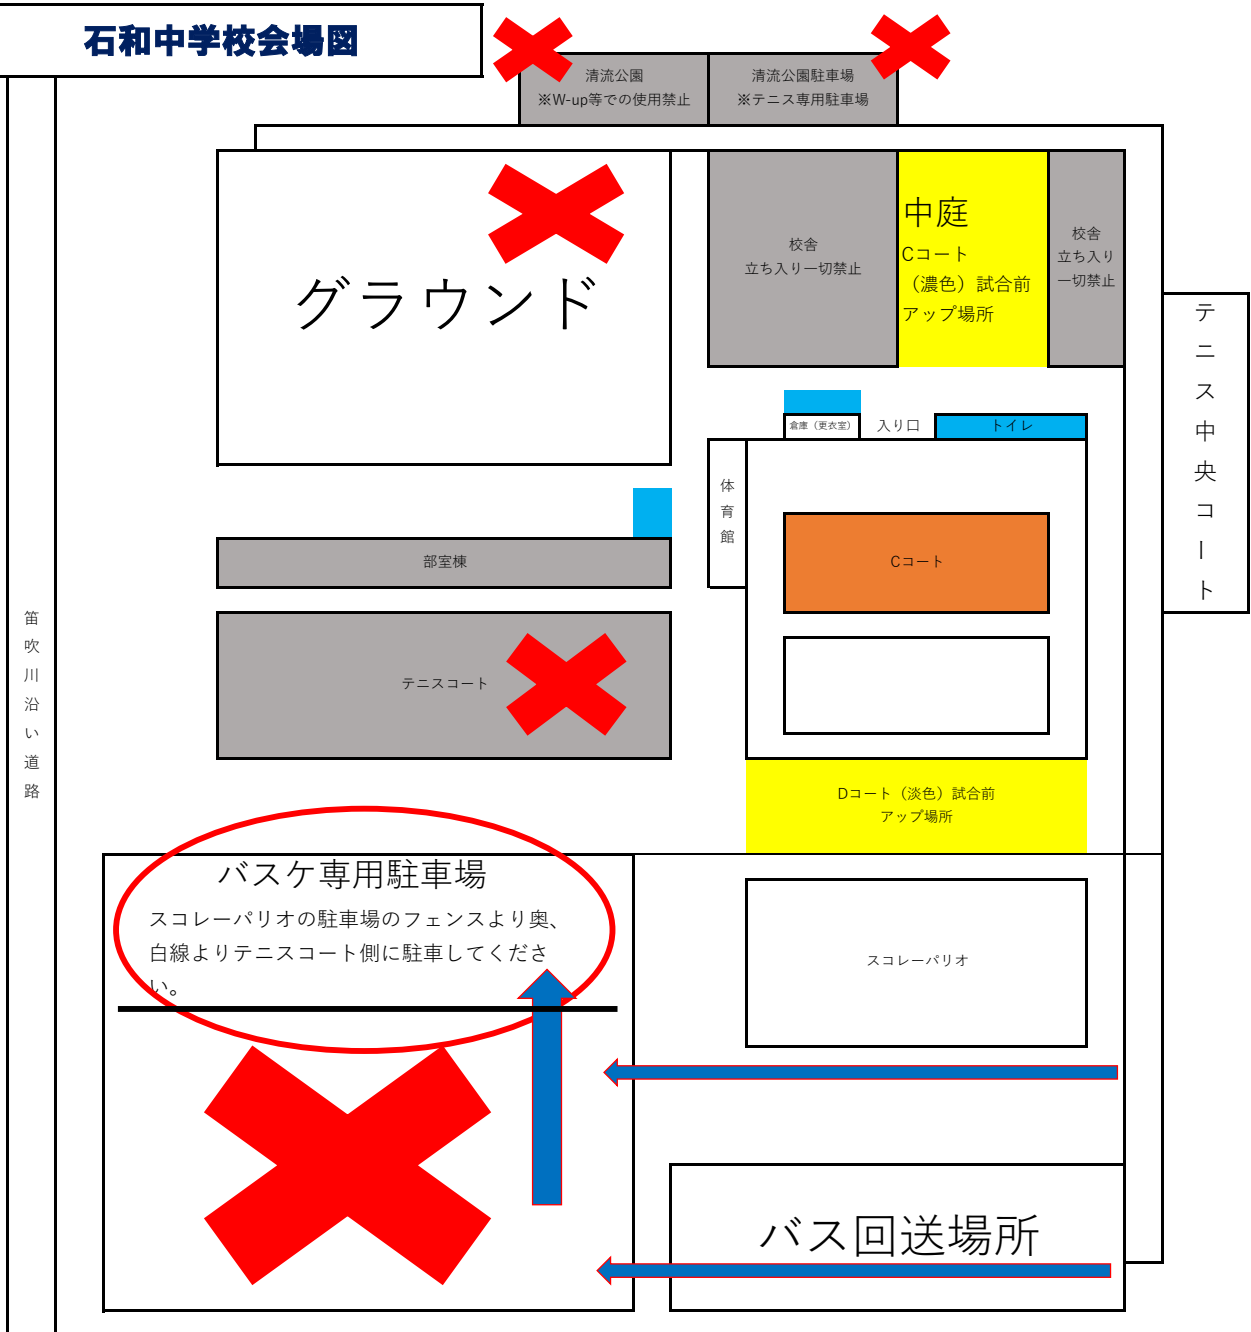 石和中学校会場図
清流公園
※W-up等での使用禁止
清流公園駐車場
※テニス専用駐車場
グラウンド
校舎
立ち入り一切禁止
中庭
Cコート
（濃色）試合前
アップ場所
校舎
立ち入り
一切禁止
テニス中央コート
倉庫（更衣室）
入り口
トイレ
体育館
Cコート
部室棟
テニスコート
笛吹川沿い道路
Dコート（淡色）試合前
アップ場所
バスケ専用駐車場
スコレーパリオの駐車場のフェンスより奥、
白線よりテニスコート側に駐車してくださ
い。
スコレーパリオ
バス回送場所